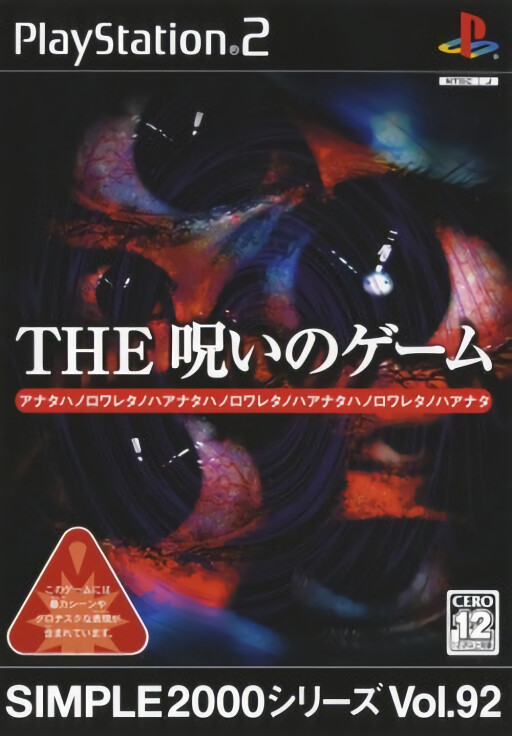 PlayStation.2
NTSC J
THE 呪いのゲーム
アナタハノロワレタノハアナタハノロワレタノハアナタハノロワレタノハアナタ
このゲームには
暴力シーンや
グロテスクな表現が
含まれています。
CERO
12
SIMPLE2000シリーズ Vol.92